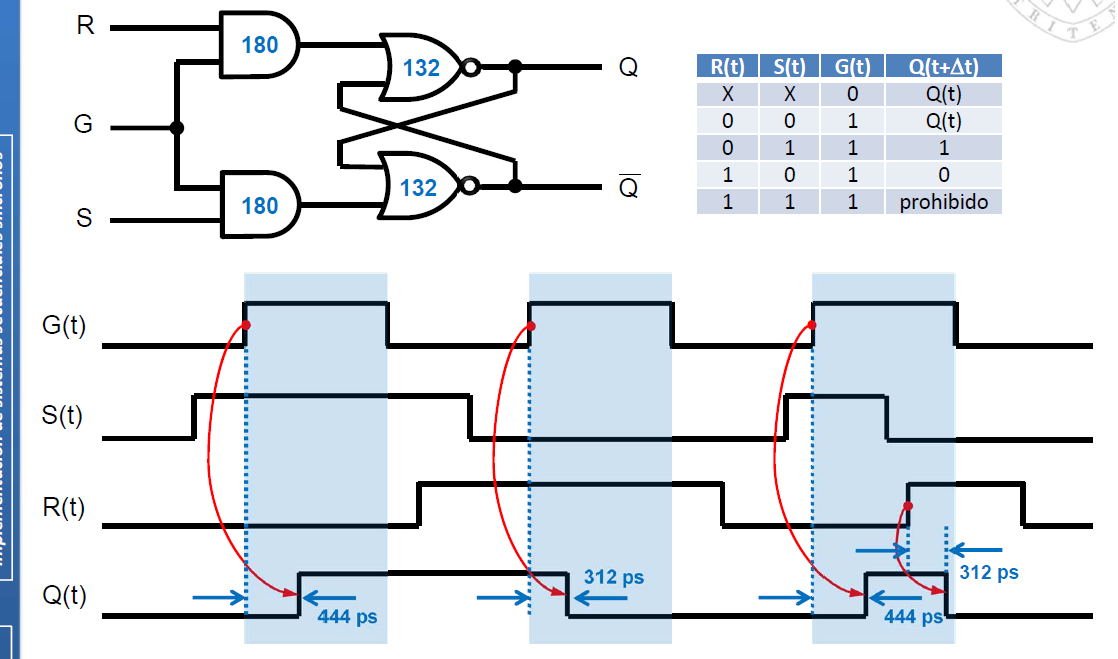 TRITE
R
180
132
Q
G
S
180
132
Q̅
R(t) S(t) G(t) Q(t+Δt)
X X 0 Q(t)
0 0 1 Q(t)
0 1 1 1
1 0 1 0
1 1 1 prohibido
G(t)
S(t)
R(t)
312 ps
Q(t)
444 ps
312 ps
444 ps